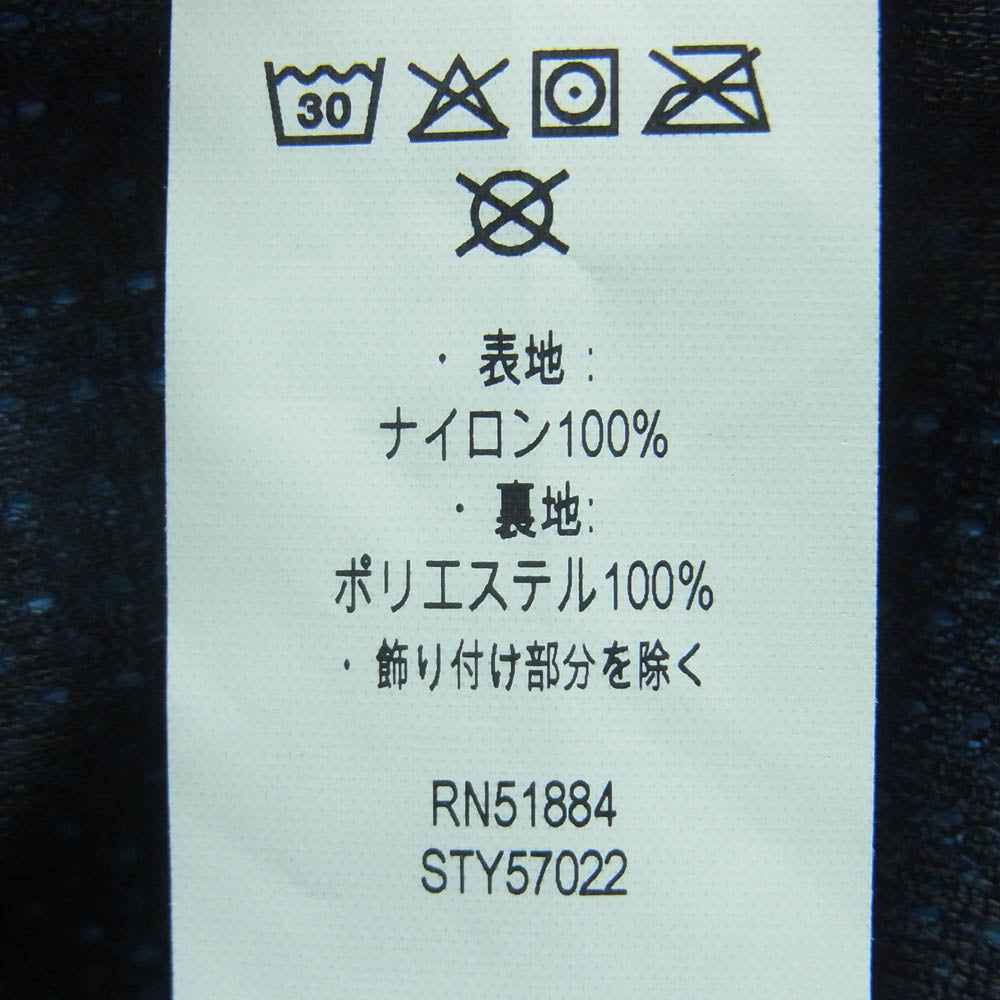 30
・表地:
ナイロン100%
・裏地:
ポリエステル100%
・飾り付け部分を除く
RN51884
STY57022